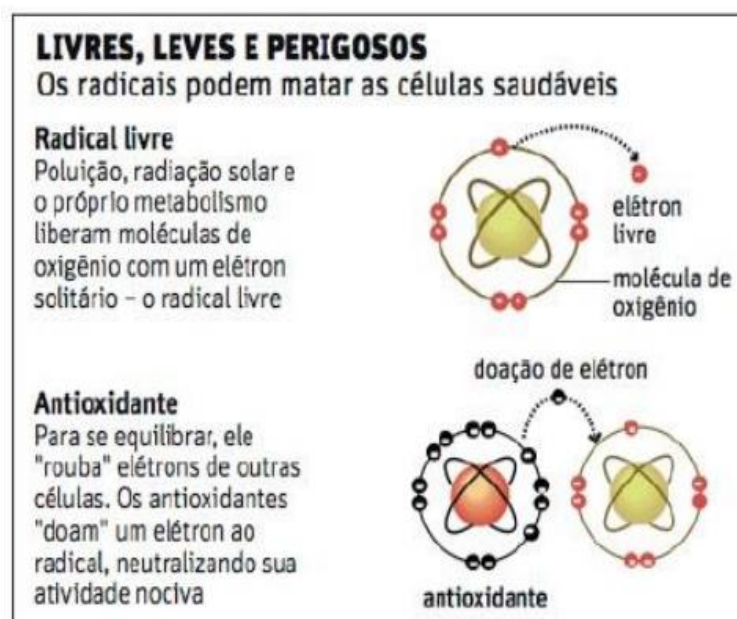 LIVRES, LEVES E PERIGOSOS
Os radicais podem matar as células saudáveis
Radical livre
Poluição, radiação solar e
o próprio metabolismo
liberam moléculas de
oxigênio com um elétron
solitário – o radical livre
elétron
livre
molécula de
oxigênio
doação de elétron
Antioxidante
Para se equilibrar, ele
"rouba" elétrons de outras
células. Os antioxidantes
"doam" um elétron ao
radical, neutralizando sua
atividade nociva
antioxidante